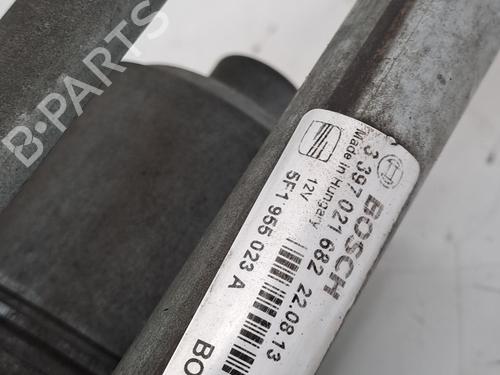 B-PARTS
BOSCH
3 397 021 682 22.08.13
Made in Hungary
12V
5F1 955 023 A
BO